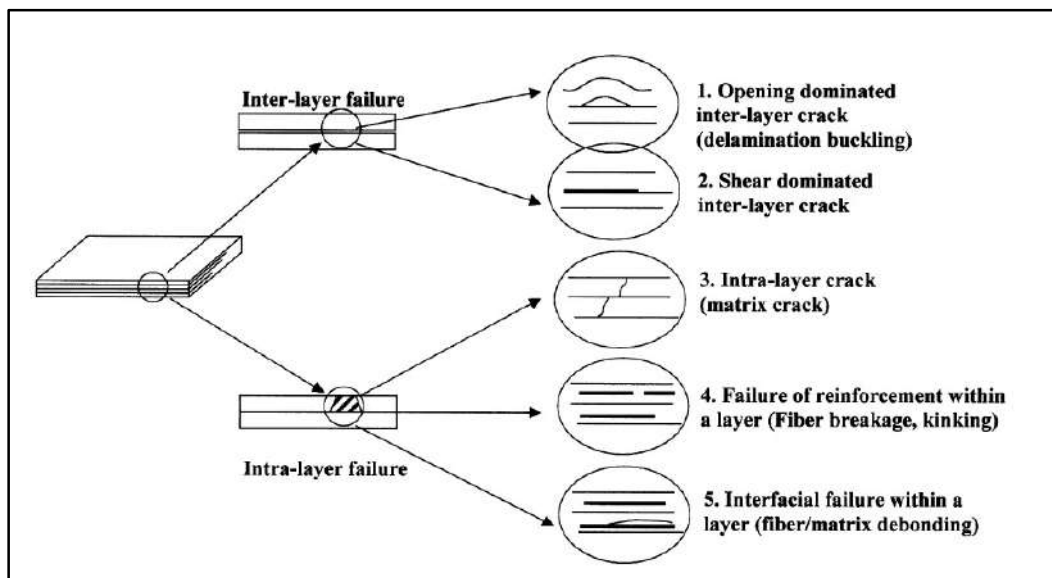 Inter-layer failure
1. Opening dominated
inter-layer crack
(delamination buckling)
2. Shear dominated
inter-layer crack
3. Intra-layer crack
(matrix crack)
4. Failure of reinforcement within
a layer (Fiber breakage, kinking)
Intra-layer failure
5. Interfacial failure within a
layer (fiber/matrix debonding)